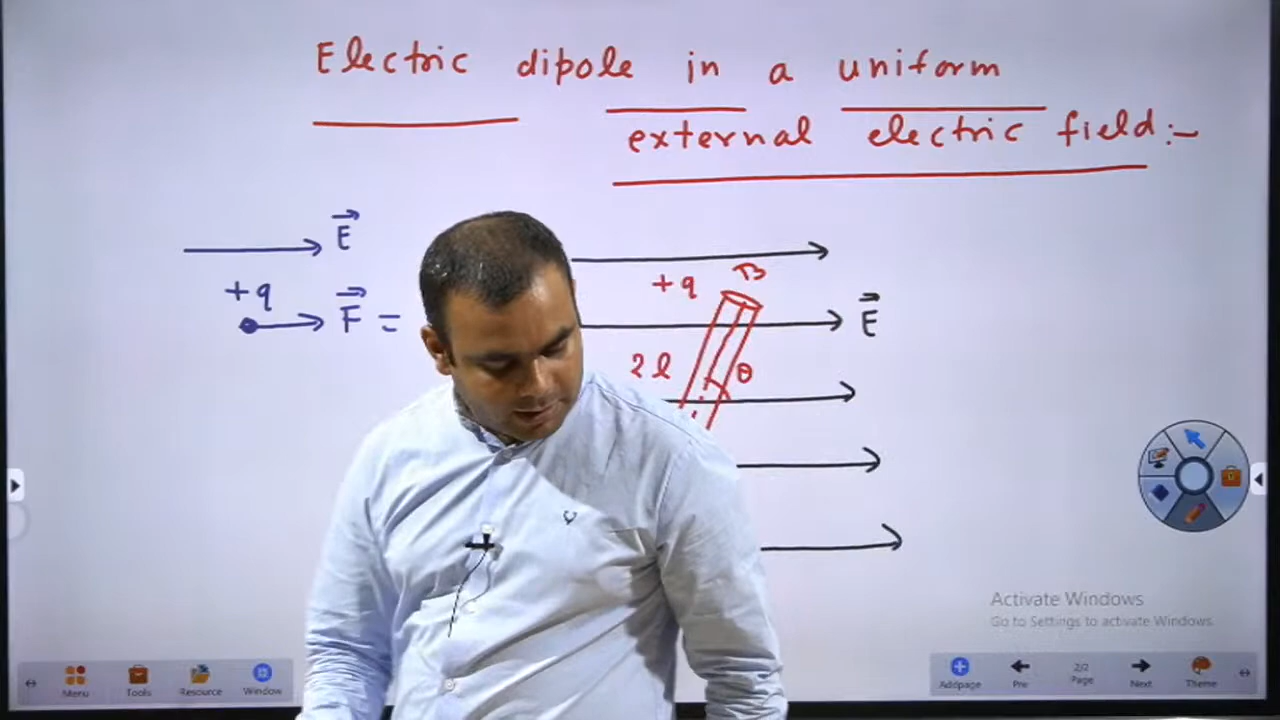 Electric dipole in a uniform
external electric field:-
E
+q
F =
+q B
E
2l
θ
Activate Windows
Go to Settings to activate Windows.
Menu Tools Resource Window
Addpage Pre 2/2 Page Next Theme